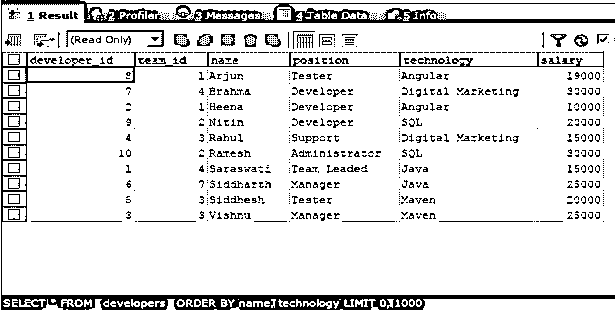 1 Result 2 Profiler 3 Messages 4 Table Data 5 Info
(Read Only)
developer_id team_id name position technology salary
8 1 Arjun Tester Angular 19000
7 4 Brahma Developer Digital Marketing 30000
2 1 Heena Developer Angular
9 2 Nitin Developer SQL
4 3 Rahul Support Digital Marketing 15000
10 2 Ramesh Administrator SQL 30000
1 4 Saraswati Team Leaded Java 15000
6 7 Siddharth Manager Java 25000
5 3 Siddhesh Tester Maven
3 Vishnu Manager Maven 25000
SELECT * FROM developers ORDER BY name, technology LIMIT 0, 1000